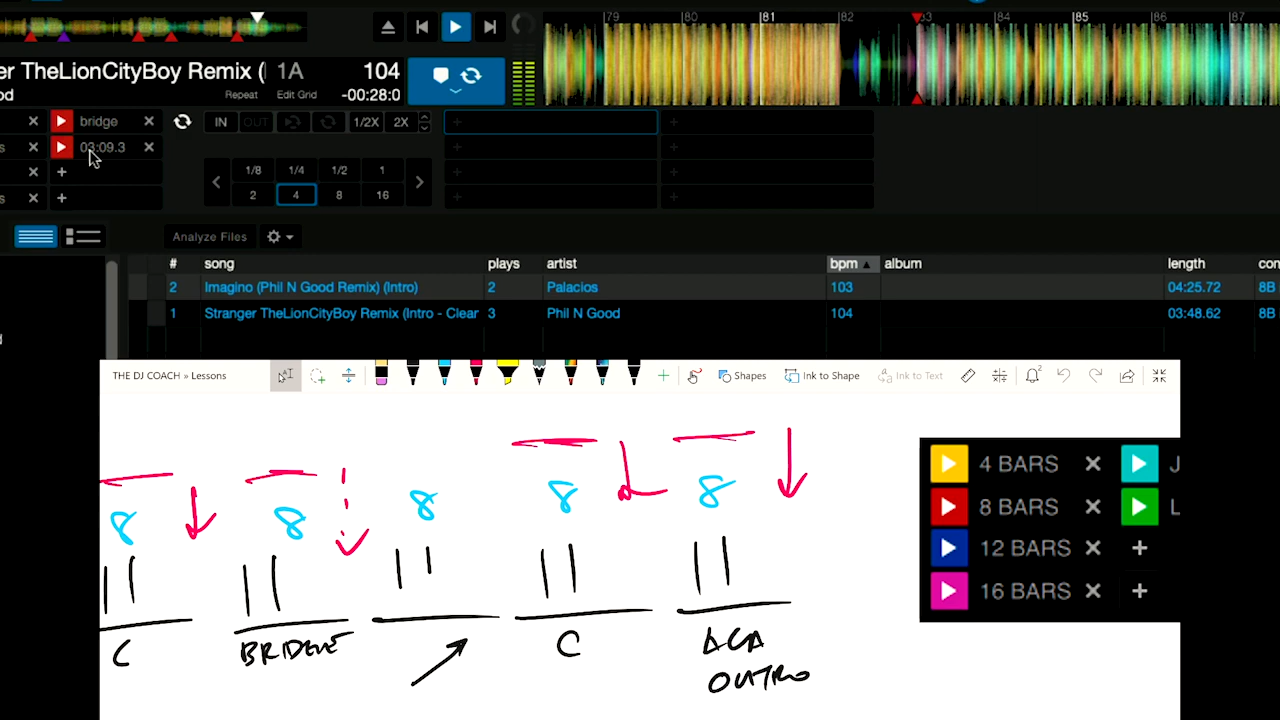 79 80 81 82 83 84 85 86 87
er TheLionCityBoy Remix (I 1A 104
od Repeat Edit Grid -00:28:0
bridge IN OUT 1/2X 2X
s 03:09.3
1/8 1/4 1/2 1
s 2 4 8 16
Analyze Files
# song plays artist bpm album length con
2 Imagino (Phil N Good Remix) (Intro) 2 Palacios 103 04:25.72 8B
1 Stranger TheLionCityBoy Remix (Intro - Clear 3 Phil N Good 104 03:48.62 8B
THE DJ COACH » Lessons Shapes Ink to Shape Ink to Text 2
8 8 8 8 8
4 BARS J
8 BARS L
12 BARS
16 BARS
C BRIDGE C ACA
OUTRO